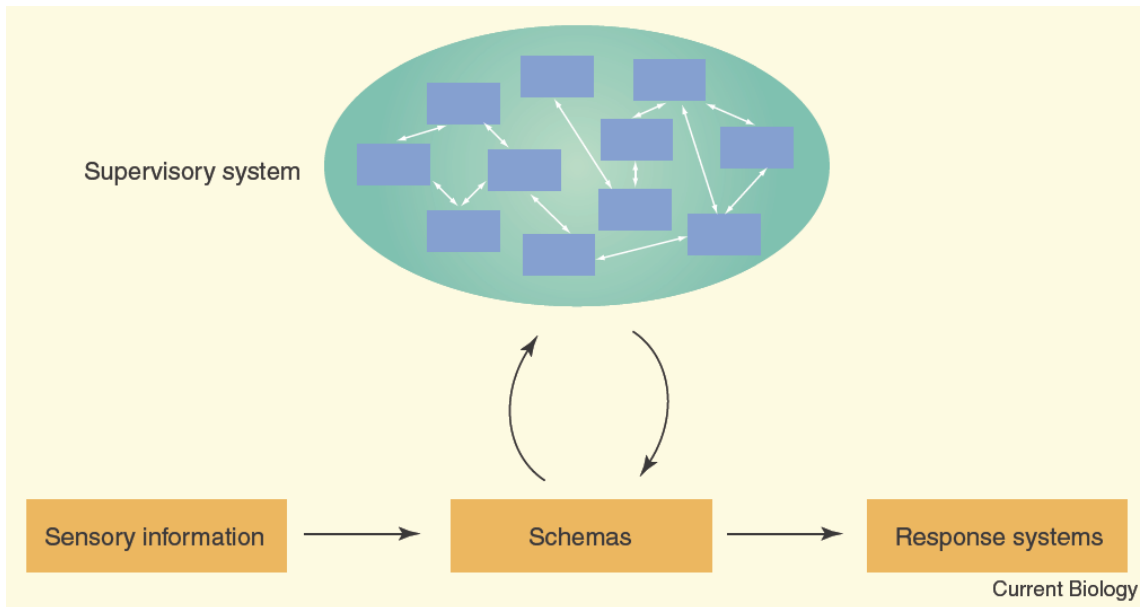 Supervisory system
Sensory information
Schemas
Response systems
Current Biology